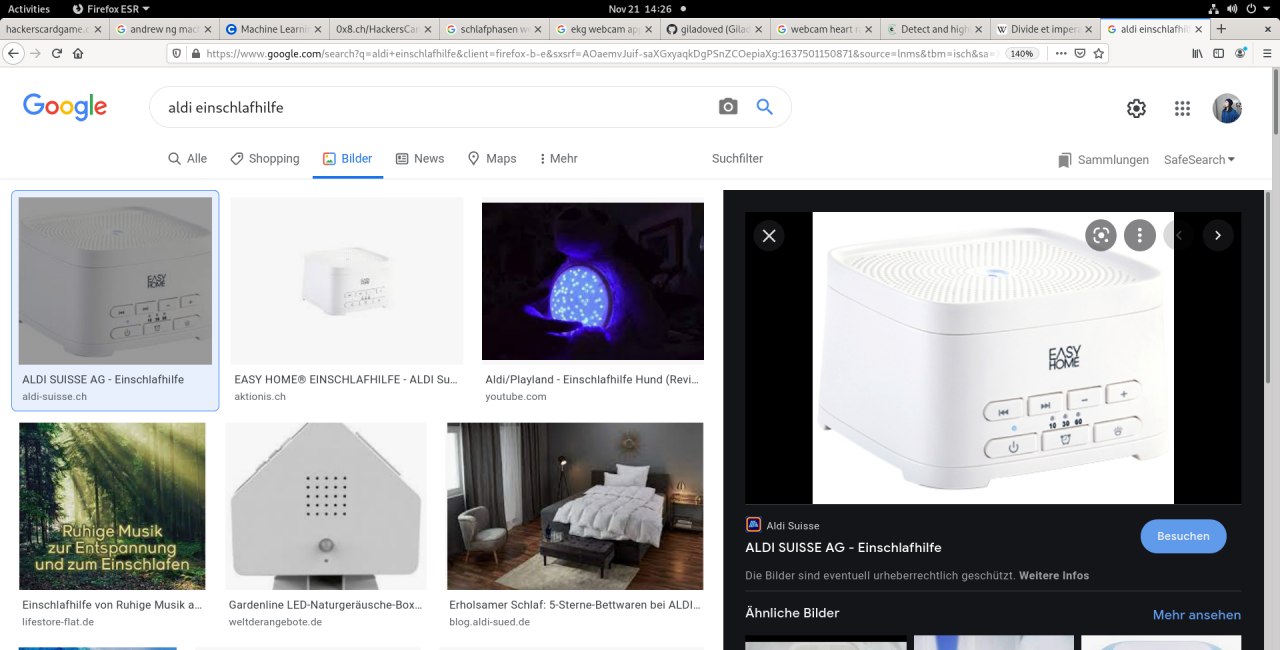 Activities
Firefox ESR
Nov 21 14:26
hackerscardgame.
andrew ng mac
Machine Learnin
0x8.ch/HackersCar
schlafphasen w
ekg webcam app
giladoved (Gilad
webcam heart r
Detect and high
Divide et impera
aldi einschlafhilfe
https://www.google.com/search?q=aldi+einschlafhilfe&client=firefox-b-e&sxsrf=AOaemvJuif-saXGxyaqkDgPSnZCOepiaXg:1637501150871&source=lnms&tbm=isch&sa=
140%
Google
aldi einschlafhilfe
Alle
Shopping
Bilder
News
Maps
Mehr
Suchfilter
Sammlungen
SafeSearch
EASY
HOME
ALDI SUISSE AG - Einschlafhilfe
aldi-suisse.ch
EASY
HOME
EASY HOME® EINSCHLAFHILFE - ALDI Su...
aktionis.ch
Aldi/Playland - Einschlafhilfe Hund (Revi...
youtube.com
Ruhige Musik
zur Entspannung
und zum Einschlafen
Einschlafhilfe von Ruhige Musik a...
lifestore-flat.de
Gardenline LED-Naturgeräusche-Box...
weltderangebote.de
Erholsamer Schlaf: 5-Sterne-Bettwaren bei ALDI...
blog.aldi-sued.de
EASY
HOME
10 30 60
Aldi Suisse
ALDI SUISSE AG - Einschlafhilfe
Besuchen
Die Bilder sind eventuell urheberrechtlich geschützt. Weitere Infos
Ähnliche Bilder
Mehr ansehen